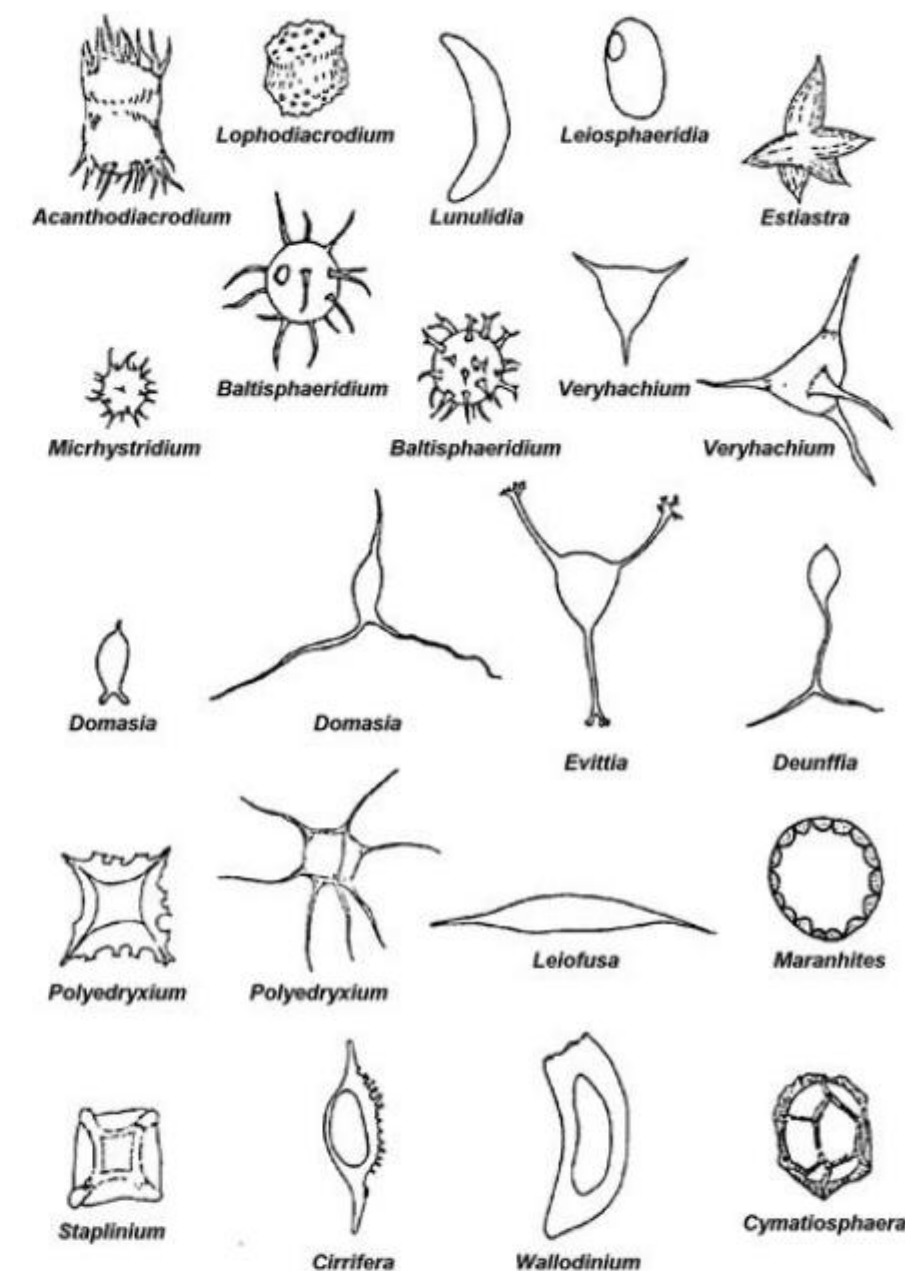 Lophodiacrodium
Leiosphaeridia
Acanthodiacrodium
Lunulidia
Estiastra
Baltisphaeridium
Veryhachium
Micrhystridium
Baltisphaeridium
Veryhachium
Domasia
Domasia
Evittia
Deunffia
Polyedryxium
Polyedryxium
Leiofusa
Maranhites
Staplinium
Cirrifera
Wallodinium
Cymatiosphaera